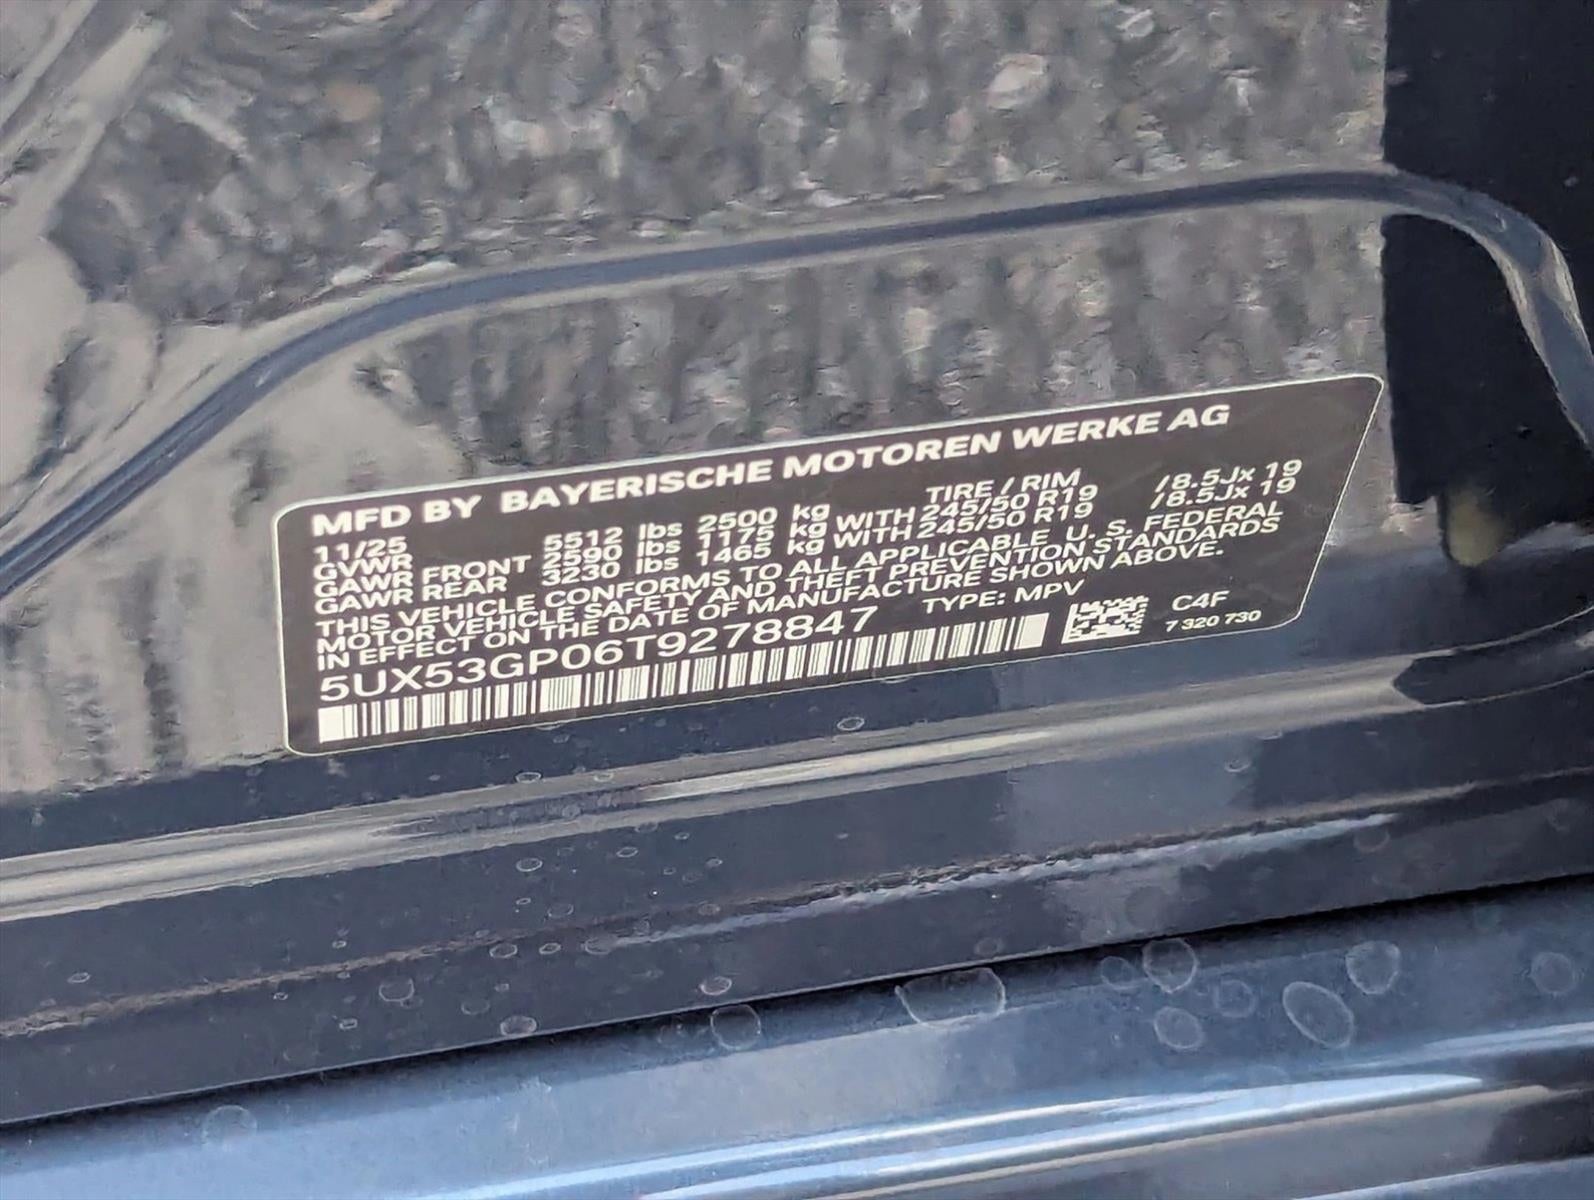 MFD BY BAYERISCHE MOTOREN WERKE AG
11/25 TIRE / RIM
GVWR 5512 lbs 2500 kg
GAWR FRONT 2590 lbs 1175 kg WITH 245/50 R19 /8.5Jx 19
GAWR REAR 3230 lbs 1465 kg WITH 245/50 R19 /8.5Jx 19
THIS VEHICLE CONFORMS TO ALL APPLICABLE U. S. FEDERAL
MOTOR VEHICLE SAFETY AND THEFT PREVENTION STANDARDS
IN EFFECT ON THE DATE OF MANUFACTURE SHOWN ABOVE.
5UX53GP06T9278847 TYPE: MPV
C4F
7 320 730